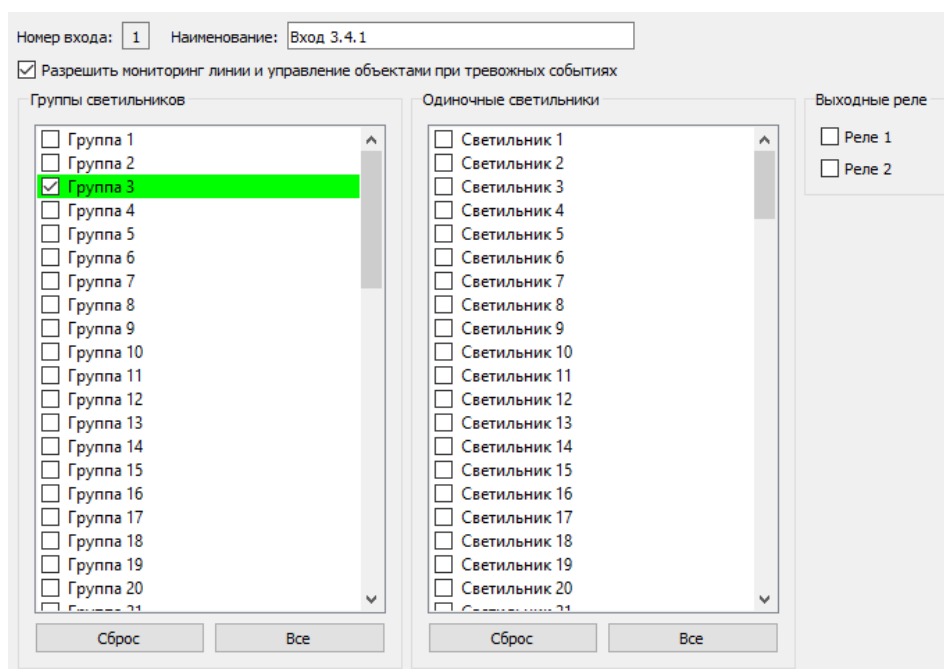 Номер входа: 1 Наименование: Вход 3.4.1
Разрешить мониторинг линии и управление объектами при тревожных событиях
Группы светильников
Группа 1
Группа 2
Группа 3
Группа 4
Группа 5
Группа 6
Группа 7
Группа 8
Группа 9
Группа 10
Группа 11
Группа 12
Группа 13
Группа 14
Группа 15
Группа 16
Группа 17
Группа 18
Группа 19
Группа 20
Сброс Все
Одиночные светильники
Светильник 1
Светильник 2
Светильник 3
Светильник 4
Светильник 5
Светильник 6
Светильник 7
Светильник 8
Светильник 9
Светильник 10
Светильник 11
Светильник 12
Светильник 13
Светильник 14
Светильник 15
Светильник 16
Светильник 17
Светильник 18
Светильник 19
Светильник 20
Сброс Все
Выходные реле
Реле 1
Реле 2